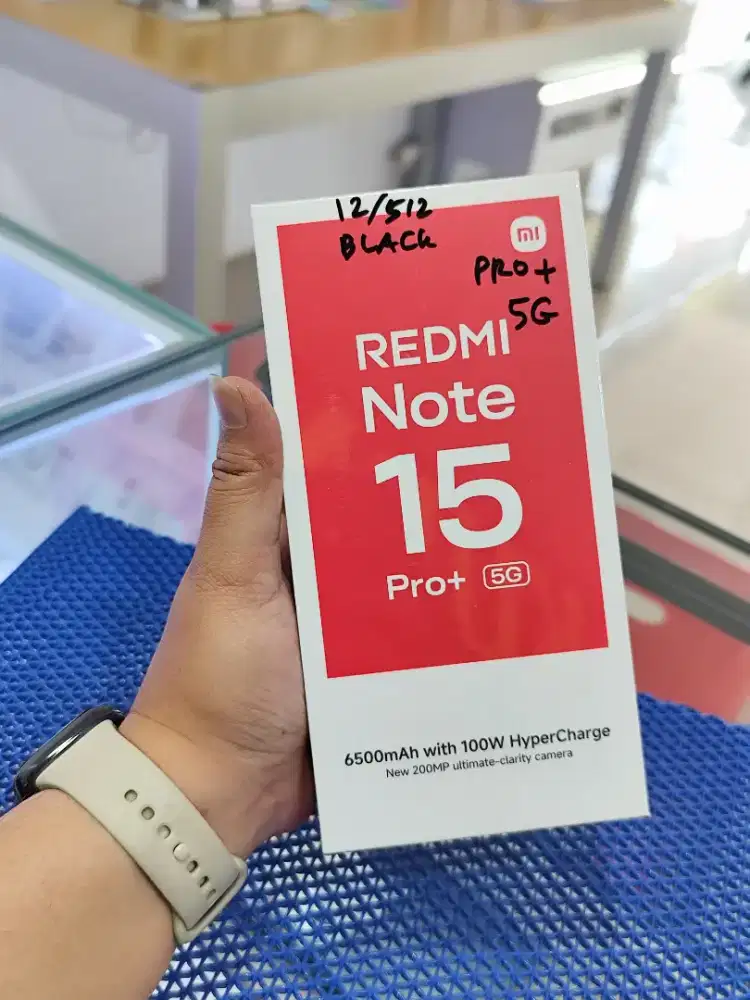 12/512
BLACK
mi
PRO+
5G
REDMI
Note
15
Pro+ 5G
6500mAh with 100W HyperCharge
New 200MP ultimate-clarity camera